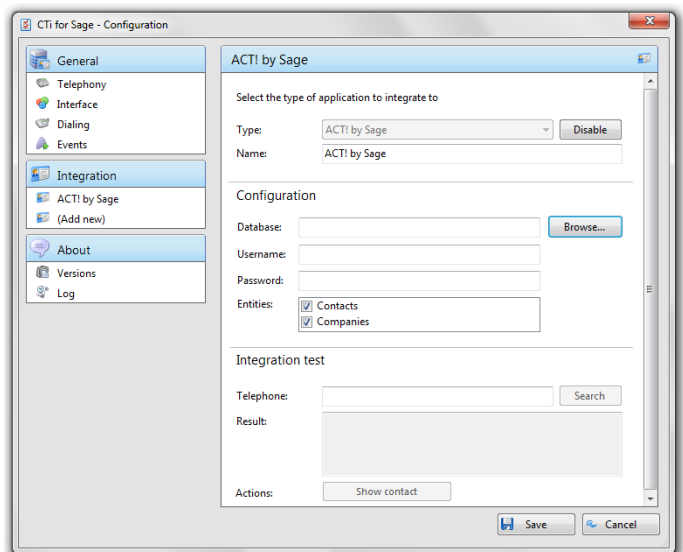 CTi for Sage - Configuration
General
Telephony
Interface
Dialing
Events
Integration
ACT! by Sage
(Add new)
About
Versions
Log
ACT! by Sage
Select the type of application to integrate to
Type: ACT! by Sage Disable
Name: ACT! by Sage
Configuration
Database: Browse...
Username:
Password:
Entities: Contacts
Companies
Integration test
Telephone: Search
Result:
Actions: Show contact
Save Cancel